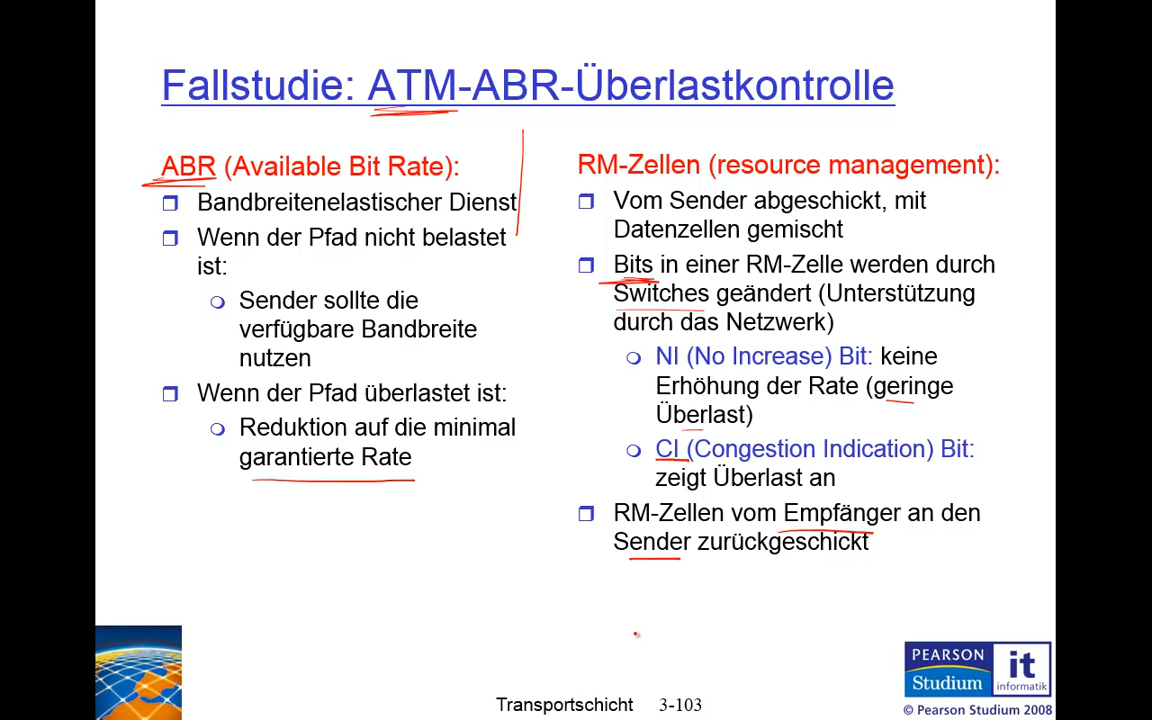 Fallstudie: ATM-ABR-Überlastkontrolle
ABR (Available Bit Rate):
Bandbreitenelastischer Dienst
Wenn der Pfad nicht belastet
ist:
Sender sollte die
verfügbare Bandbreite
nutzen
Wenn der Pfad überlastet ist:
Reduktion auf die minimal
garantierte Rate
RM-Zellen (resource management):
Vom Sender abgeschickt, mit
Datenzellen gemischt
Bits in einer RM-Zelle werden durch
Switches geändert (Unterstützung
durch das Netzwerk)
NI (No Increase) Bit: keine
Erhöhung der Rate (geringe
Überlast)
CI (Congestion Indication) Bit:
zeigt Überlast an
RM-Zellen vom Empfänger an den
Sender zurückgeschickt
PEARSON
Studium
it
informatik
Transportschicht 3-103
© Pearson Studium 2008